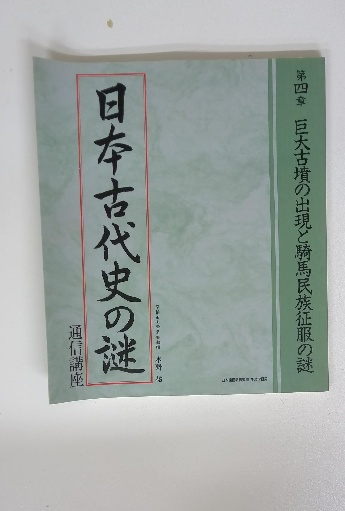 第四章 巨大古墳の出現と騎馬民族征服の謎
日本古代史の謎
通信講座